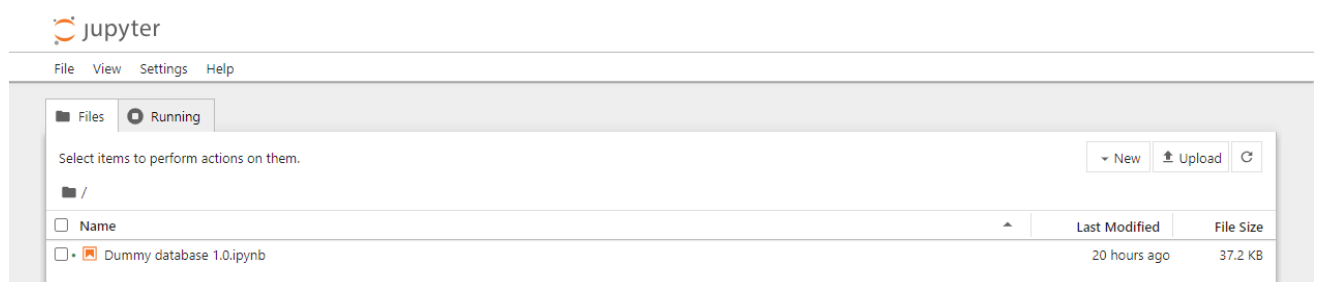 jupyter
File View Settings Help
Files Running
Select items to perform actions on them.
New Upload
/
Name Last Modified File Size
Dummy database 1.0.ipynb 20 hours ago 37.2 KB